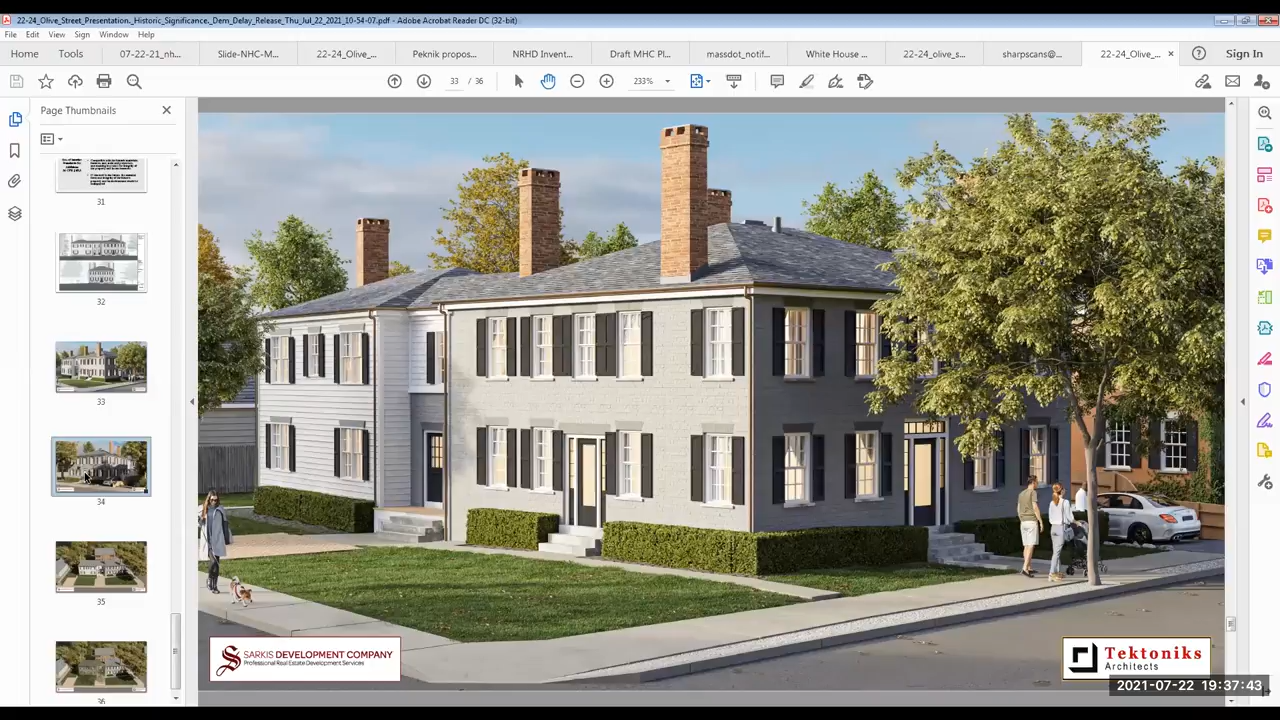 22-24_Olive_Street_Presentation._Historic_Significance._Dem_Delay_Release_Thu_Jul_22_2021_10-54-07.pdf - Adobe Acrobat Reader DC (32-bit)
File Edit View Sign Window Help
Home Tools 07-22-21_nh... Slide-NHC-M... 22-24_Olive_... Peknik propos... NRHD Invent... Draft MHC Pl... massdot_notif... White House ... 22-24_olive_s... sharpscans@... 22-24_Olive_... Sign In
33 / 36 233%
Page Thumbnails
31
32
33
34
35
36
SARKIS DEVELOPMENT COMPANY
Professional Real Estate Development Services
Tektoniks
Architects
2021-07-22 19:37:43